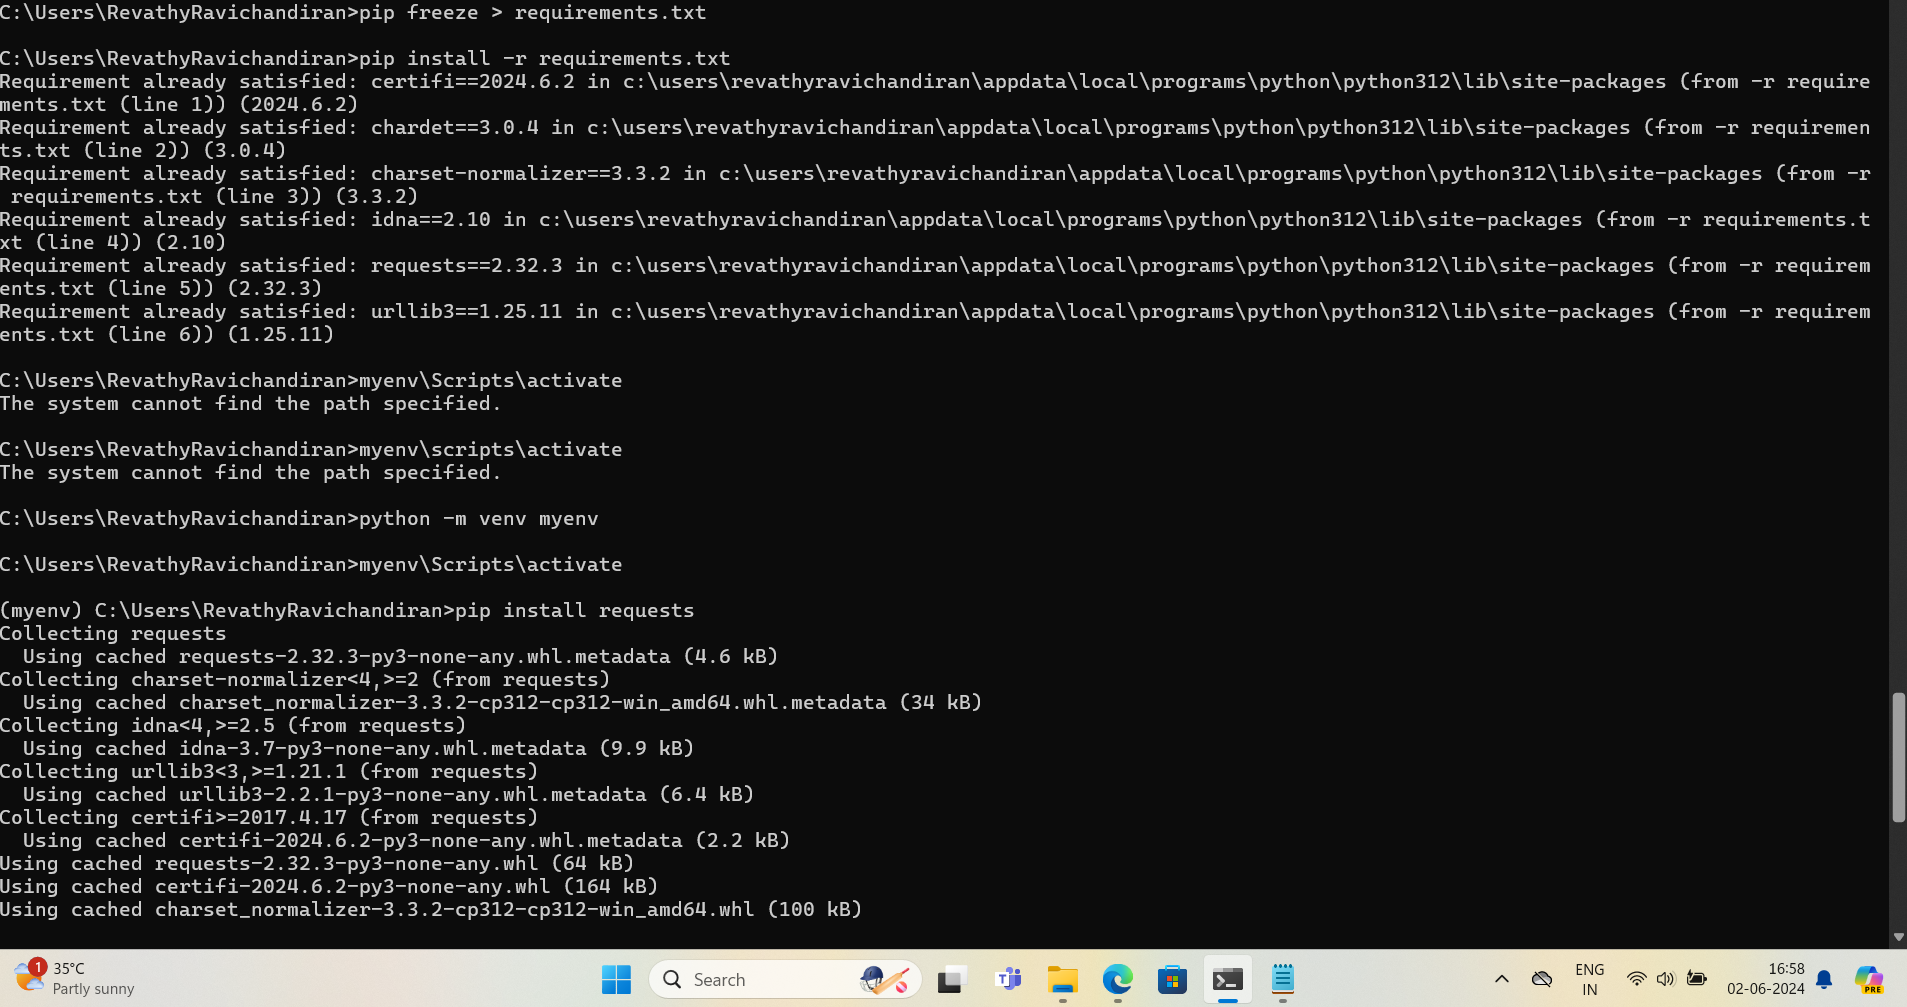 C:\Users\RevathyRavichandiran>pip freeze > requirements.txt
C:\Users\RevathyRavichandiran>pip install -r requirements.txt
Requirement already satisfied: certifi==2024.6.2 in c:\users\revathyravichandiran\appdata\local\programs\python\python312\lib\site-packages (from -r require
ments.txt (line 1)) (2024.6.2)
Requirement already satisfied: chardet==3.0.4 in c:\users\revathyravichandiran\appdata\local\programs\python\python312\lib\site-packages (from -r requiremen
ts.txt (line 2)) (3.0.4)
Requirement already satisfied: charset-normalizer==3.3.2 in c:\users\revathyravichandiran\appdata\local\programs\python\python312\lib\site-packages (from -r
 requirements.txt (line 3)) (3.3.2)
Requirement already satisfied: idna==2.10 in c:\users\revathyravichandiran\appdata\local\programs\python\python312\lib\site-packages (from -r requirements.t
xt (line 4)) (2.10)
Requirement already satisfied: requests==2.32.3 in c:\users\revathyravichandiran\appdata\local\programs\python\python312\lib\site-packages (from -r requirem
ents.txt (line 5)) (2.32.3)
Requirement already satisfied: urllib3==1.25.11 in c:\users\revathyravichandiran\appdata\local\programs\python\python312\lib\site-packages (from -r requirem
ents.txt (line 6)) (1.25.11)
C:\Users\RevathyRavichandiran>myenv\Scripts\activate
The system cannot find the path specified.
C:\Users\RevathyRavichandiran>myenv\scripts\activate
The system cannot find the path specified.
C:\Users\RevathyRavichandiran>python -m venv myenv
C:\Users\RevathyRavichandiran>myenv\Scripts\activate
(myenv) C:\Users\RevathyRavichandiran>pip install requests
Collecting requests
  Using cached requests-2.32.3-py3-none-any.whl.metadata (4.6 kB)
Collecting charset-normalizer<4,>=2 (from requests)
  Using cached charset_normalizer-3.3.2-cp312-cp312-win_amd64.whl.metadata (34 kB)
Collecting idna<4,>=2.5 (from requests)
  Using cached idna-3.7-py3-none-any.whl.metadata (9.9 kB)
Collecting urllib3<3,>=1.21.1 (from requests)
  Using cached urllib3-2.2.1-py3-none-any.whl.metadata (6.4 kB)
Collecting certifi>=2017.4.17 (from requests)
  Using cached certifi-2024.6.2-py3-none-any.whl.metadata (2.2 kB)
Using cached requests-2.32.3-py3-none-any.whl (64 kB)
Using cached certifi-2024.6.2-py3-none-any.whl (164 kB)
Using cached charset_normalizer-3.3.2-cp312-cp312-win_amd64.whl (100 kB)
1
35°C
Partly sunny
Search
ENG
IN
16:58
02-06-2024
PRE